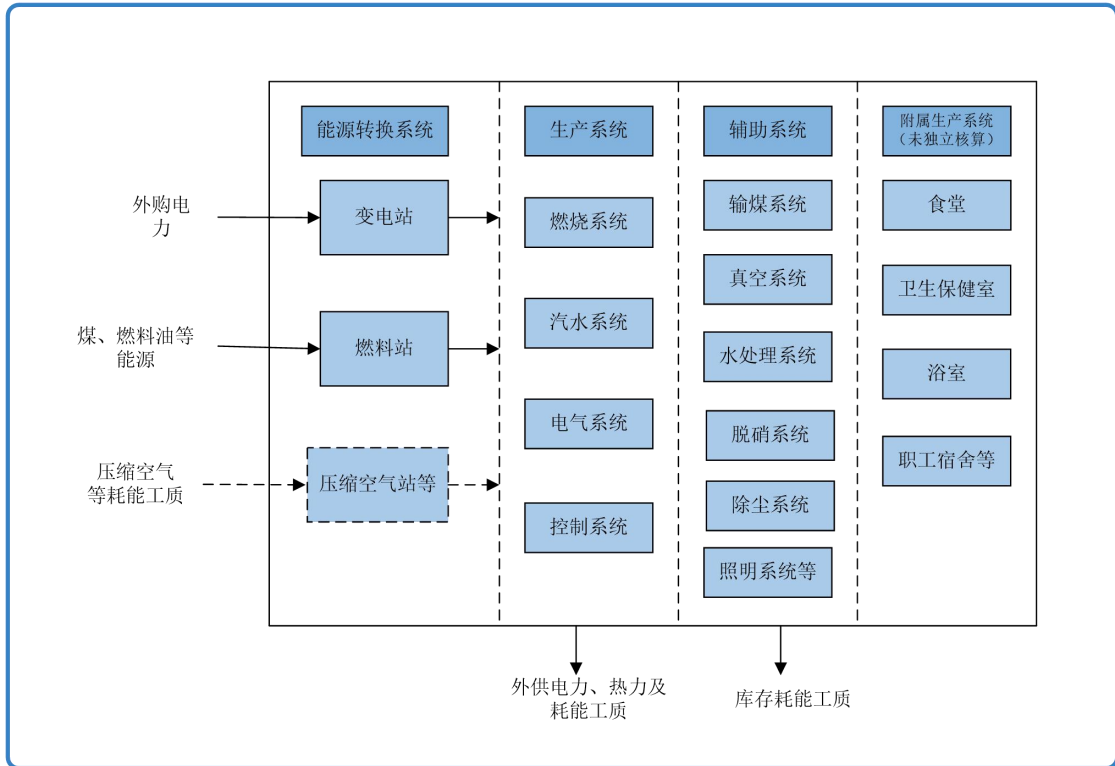 能源转换系统
生产系统
辅助系统
附属生产系统
（未独立核算）
外购电
力
变电站
煤、燃料油等
能源
燃料站
压缩空气
等耗能工质
压缩空气站等
燃烧系统
汽水系统
电气系统
控制系统
输煤系统
真空系统
水处理系统
脱硝系统
除尘系统
照明系统等
食堂
卫生保健室
浴室
职工宿舍等
外供电力、热力及
耗能工质
库存耗能工质